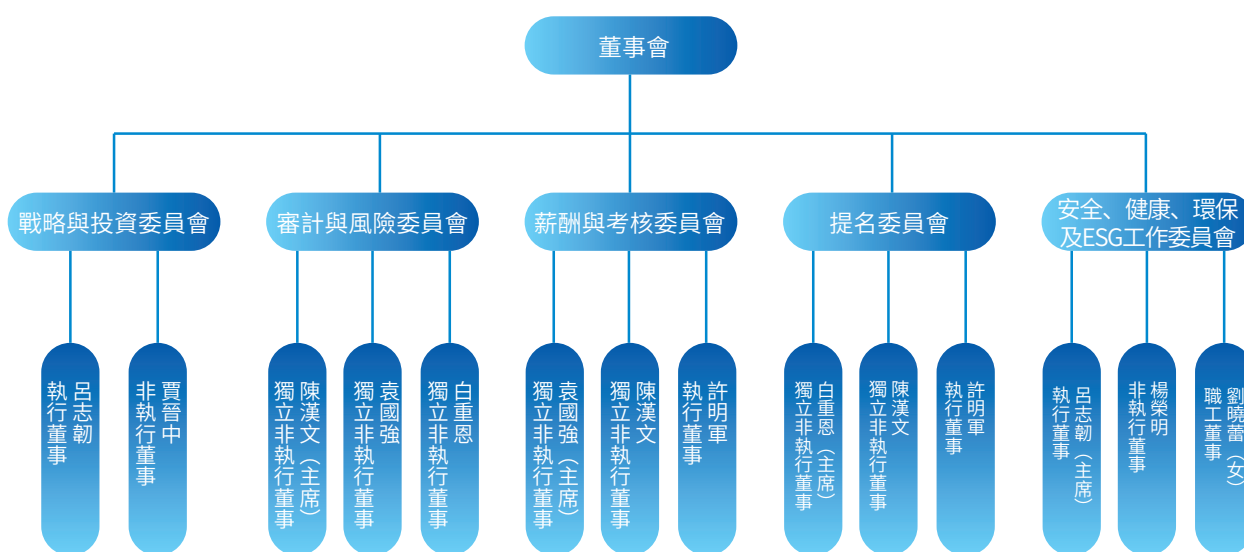 董事會
戰略與投資委員會
審計與風險委員會
薪酬與考核委員會
提名委員會
安全、健康、環保
及ESG工作委員會
呂志韌
執行董事
賈晉中
非執行董事
陳漢文（主席）
獨立非執行董事
袁國強
獨立非執行董事
白重恩
獨立非執行董事
袁國強（主席）
獨立非執行董事
陳漢文
獨立非執行董事
許明軍
執行董事
白重恩（主席）
獨立非執行董事
陳漢文
獨立非執行董事
許明軍
執行董事
呂志韌（主席）
執行董事
楊榮明
非執行董事
劉曉蕾（女）
職工董事